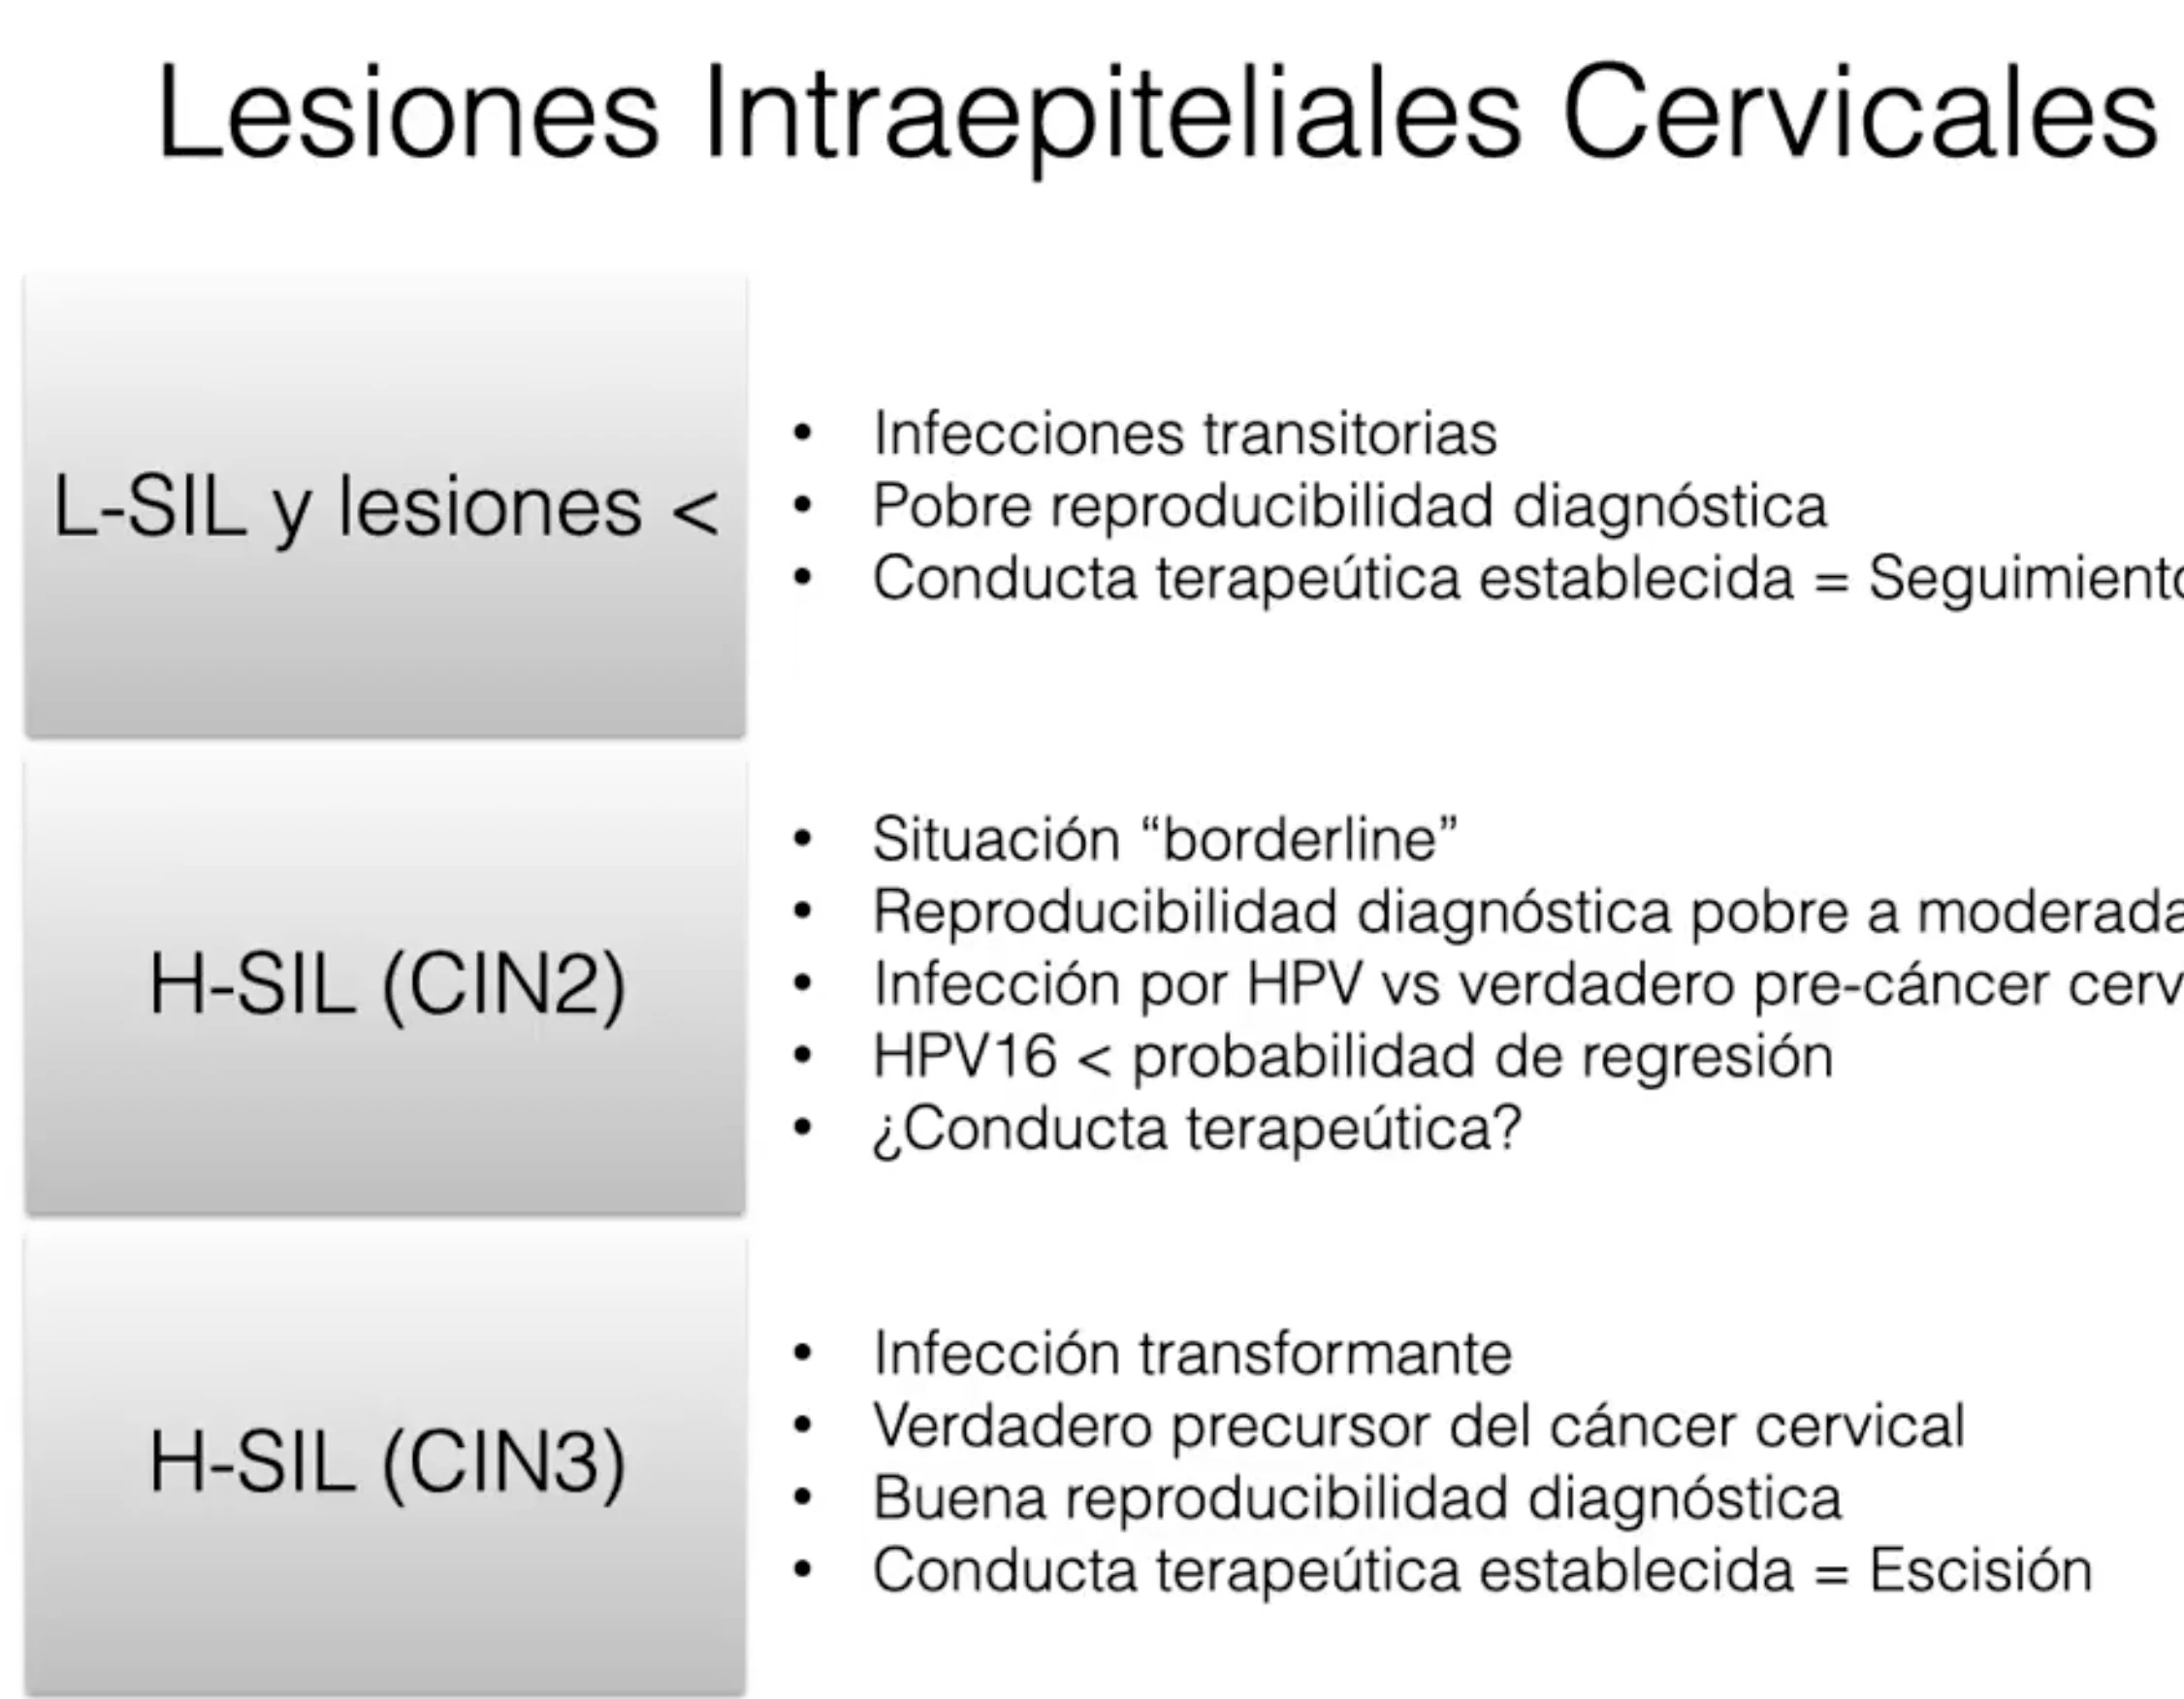 Lesiones Intraepiteliales Cervicales
L-SIL y lesiones <
• Infecciones transitorias
• Pobre reproducibilidad diagnóstica
• Conducta terapeútica establecida = Seguimiento
H-SIL (CIN2)
• Situación “borderline”
• Reproducibilidad diagnóstica pobre a moderada
• Infección por HPV vs verdadero pre-cáncer cerv
• HPV16 < probabilidad de regresión
• ¿Conducta terapeútica?
H-SIL (CIN3)
• Infección transformante
• Verdadero precursor del cáncer cervical
• Buena reproducibilidad diagnóstica
• Conducta terapeútica establecida = Escisión